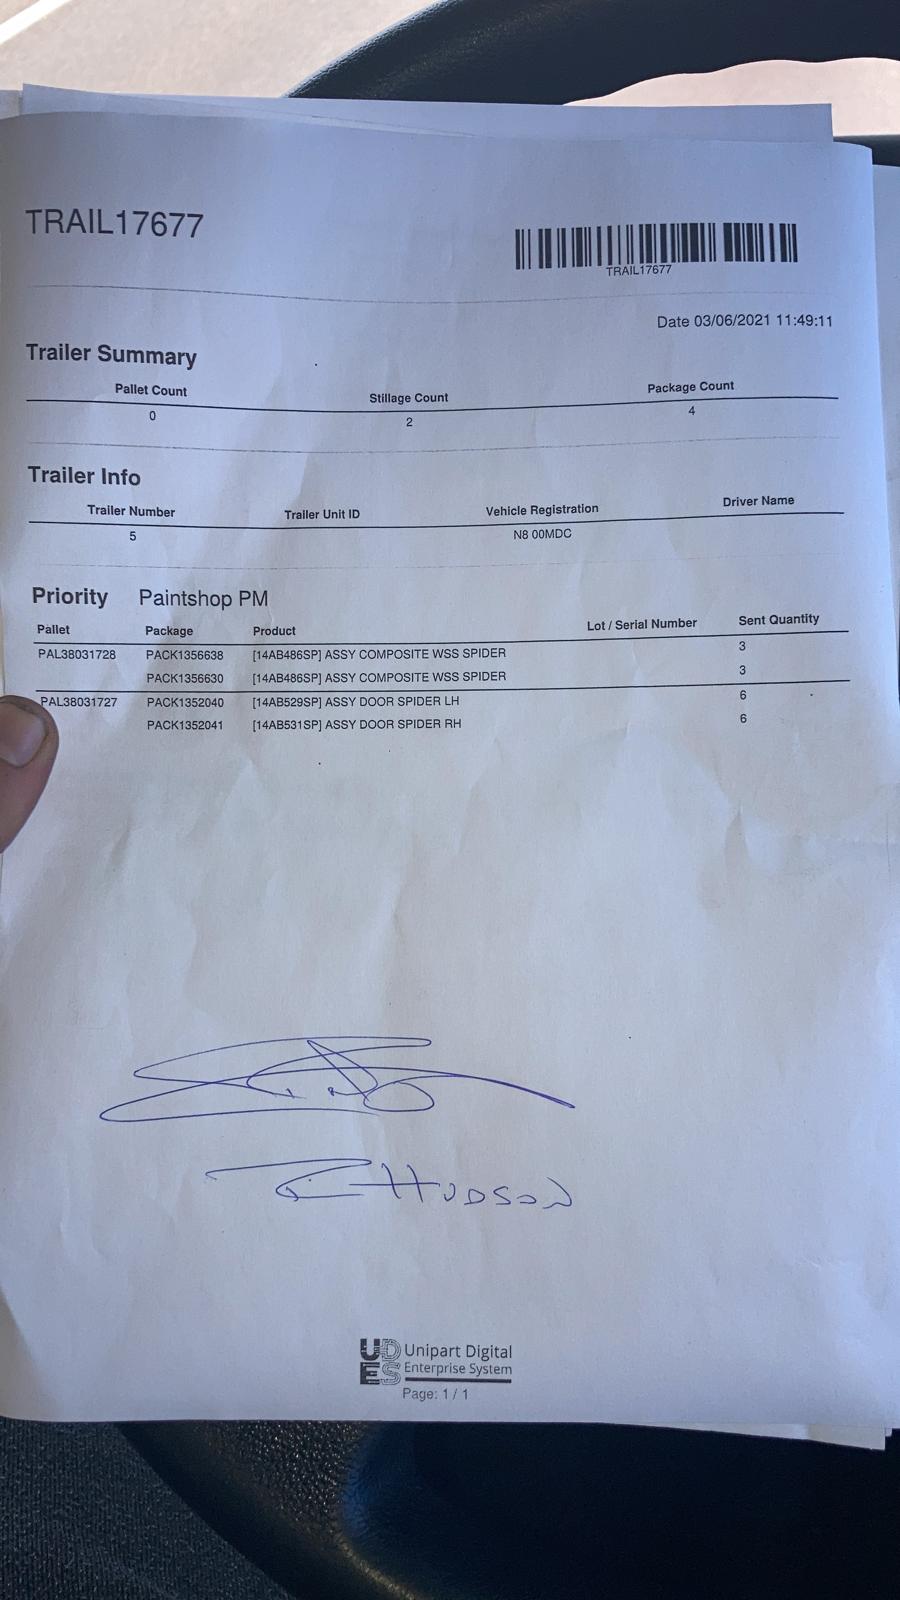 TRAIL17677
TRAIL17677
Date 03/06/2021 11:49:11
Trailer Summary
Pallet Count Stillage Count Package Count
0 2 4
Trailer Info
Trailer Number Trailer Unit ID Vehicle Registration Driver Name
5 N8 00MDC
Priority Paintshop PM
Pallet Package Product Lot / Serial Number Sent Quantity
PAL38031728 PACK1356638 [14AB486SP] ASSY COMPOSITE WSS SPIDER 3
PACK1356630 [14AB486SP] ASSY COMPOSITE WSS SPIDER 3
PAL38031727 PACK1352040 [14AB529SP] ASSY DOOR SPIDER LH 6
PACK1352041 [14AB531SP] ASSY DOOR SPIDER RH 6
HUDSON
UDES Unipart Digital
Enterprise System
Page: 1 / 1